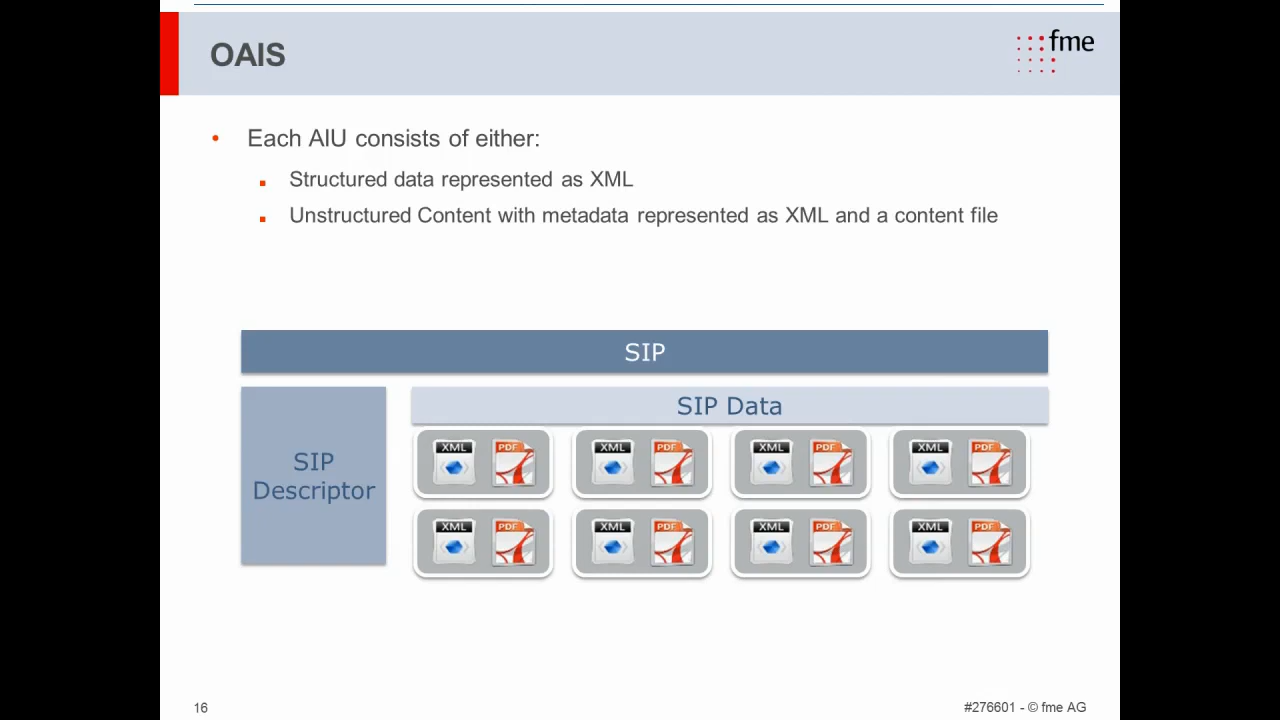 OAIS
fme
• Each AIU consists of either:
▪ Structured data represented as XML
▪ Unstructured Content with metadata represented as XML and a content file
SIP
SIP
Descriptor
SIP Data
XML PDF XML PDF XML PDF XML PDF
XML PDF XML PDF XML PDF XML PDF
16
#276601 - © fme AG